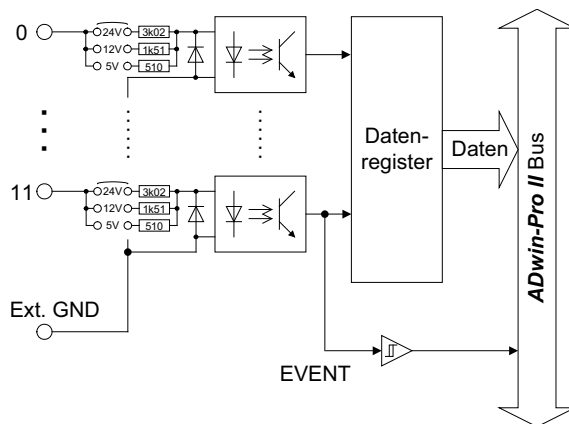 0
24V 3k02
12V 1k51
5V 510
Daten-
register
Daten
ADwin-Pro II Bus
11
24V 3k02
12V 1k51
5V 510
Ext. GND
EVENT